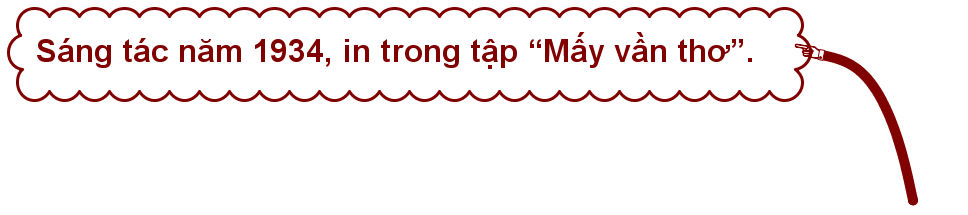 Sáng tác năm 1934, in trong tập “Mấy vần thơ”.